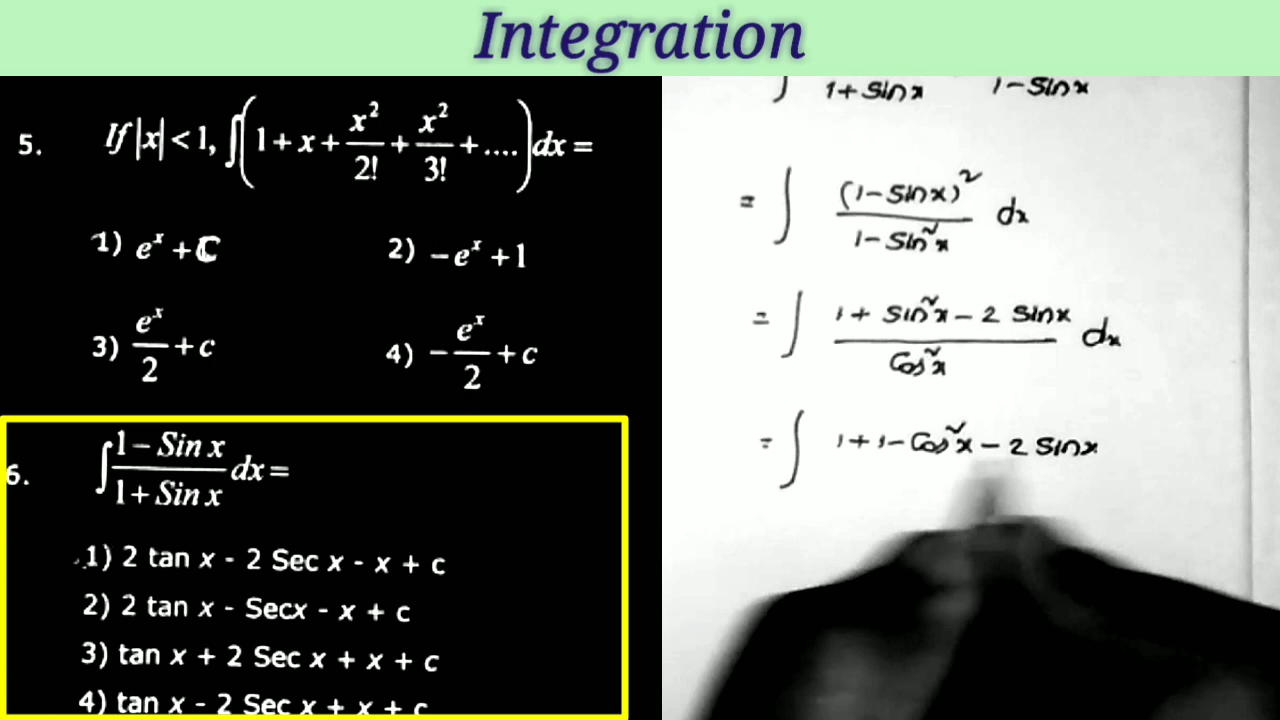 Integration
5. If |x| < 1, ∫(1 + x + x²/2! + x²/3! + ....)dx =
1) eˣ + C 2) −eˣ + 1
3) eˣ/2 + c 4) −eˣ/2 + c
6. ∫ (1 − Sin x)/(1 + Sin x) dx =
1) 2 tan x - 2 Sec x - x + c
2) 2 tan x - Secx - x + c
3) tan x + 2 Sec x + x + c
4) tan x - 2 Sec x + x + c
∫ 1 + Sinx 1 − Sinx
= ∫ (1 − Sinx)²/(1 − Sin²x) dx
= ∫ (1 + Sin²x − 2 Sinx)/(Cos²x) dx
= ∫ 1 + 1 − Cos²x − 2 Sinx